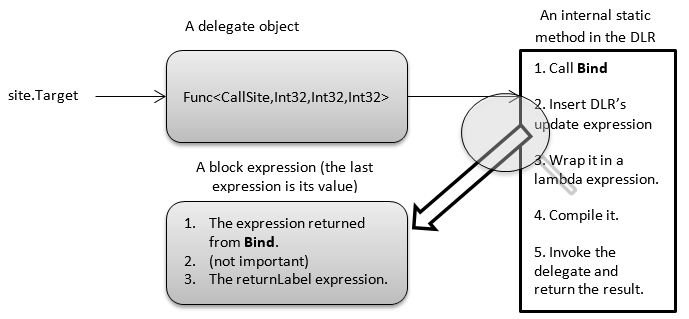 A delegate object
An internal static
method in the DLR
site.Target
Func<CallSite,Int32,Int32,Int32>
1. Call Bind
2. Insert DLR's
update expression
3. Wrap it in a
lambda expression.
4. Compile it.
5. Invoke the
delegate and
return the result.
A block expression (the last
expression is its value)
1. The expression returned
from Bind.
2. (not important)
3. The returnLabel expression.